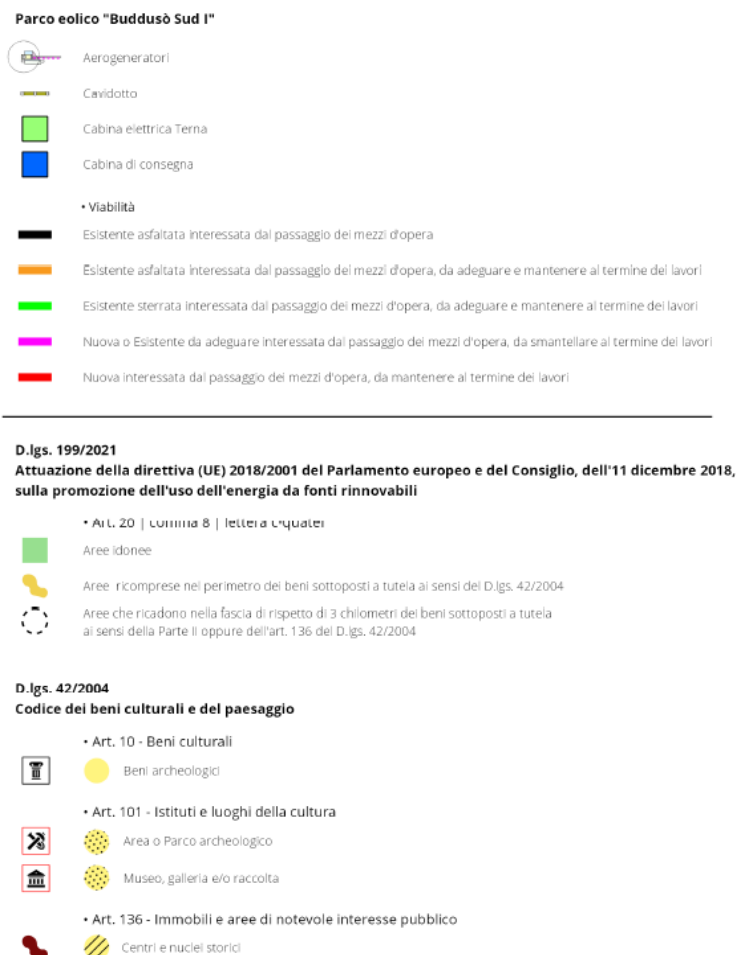 Parco eolico "Buddusò Sud I"
Aerogeneratori
Cavidotto
Cabina elettrica Terna
Cabina di consegna
• Viabilità
Esistente asfaltata interessata dal passaggio dei mezzi d'opera
Esistente asfaltata interessata dal passaggio dei mezzi d'opera, da adeguare e mantenere al termine dei lavori
Esistente sterrata interessata dal passaggio dei mezzi d'opera, da adeguare e mantenere al termine dei lavori
Nuova o Esistente da adeguare interessata dal passaggio dei mezzi d'opera, da smantellare al termine dei lavori
Nuova interessata dal passaggio dei mezzi d'opera, da mantenere al termine dei lavori
D.lgs. 199/2021
Attuazione della direttiva (UE) 2018/2001 del Parlamento europeo e del Consiglio, dell'11 dicembre 2018,
sulla promozione dell'uso dell'energia da fonti rinnovabili
• Art. 20 | comma 8 | lettera c-quater
Aree idonee
Aree ricomprese nel perimetro dei beni sottoposti a tutela ai sensi del D.lgs. 42/2004
Aree che ricadono nella fascia di rispetto di 3 chilometri dei beni sottoposti a tutela
ai sensi della Parte II oppure dell'art. 136 del D.lgs. 42/2004
D.lgs. 42/2004
Codice dei beni culturali e del paesaggio
• Art. 10 - Beni culturali
Beni archeologici
• Art. 101 - Istituti e luoghi della cultura
Area o Parco archeologico
Museo, galleria e/o raccolta
• Art. 136 - Immobili e aree di notevole interesse pubblico
Centri e nuclei storici